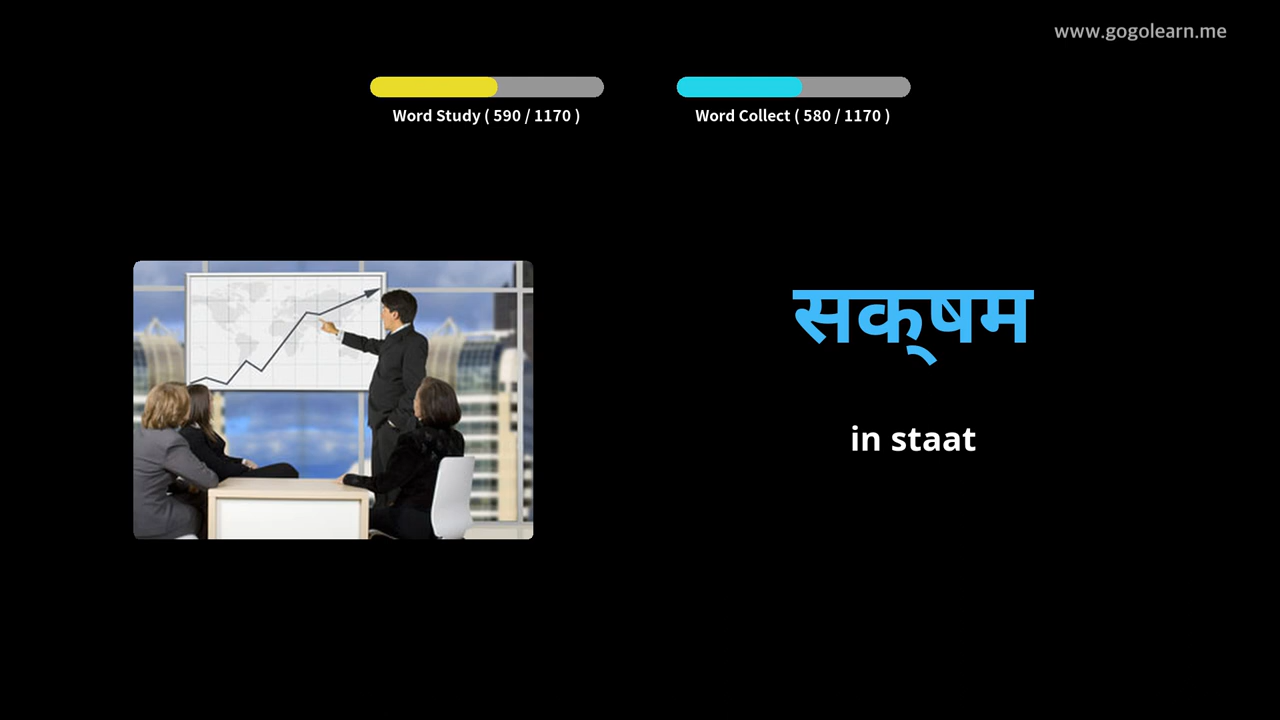 www.gogolearn.me
Word Study ( 590 / 1170 )
Word Collect ( 580 / 1170 )
सक्षम
in staat